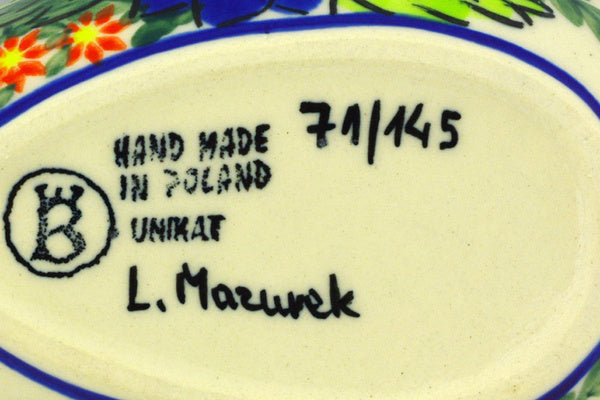 71/145
HAND MADE
IN POLAND
B
UNIKAT
L. Mazurek